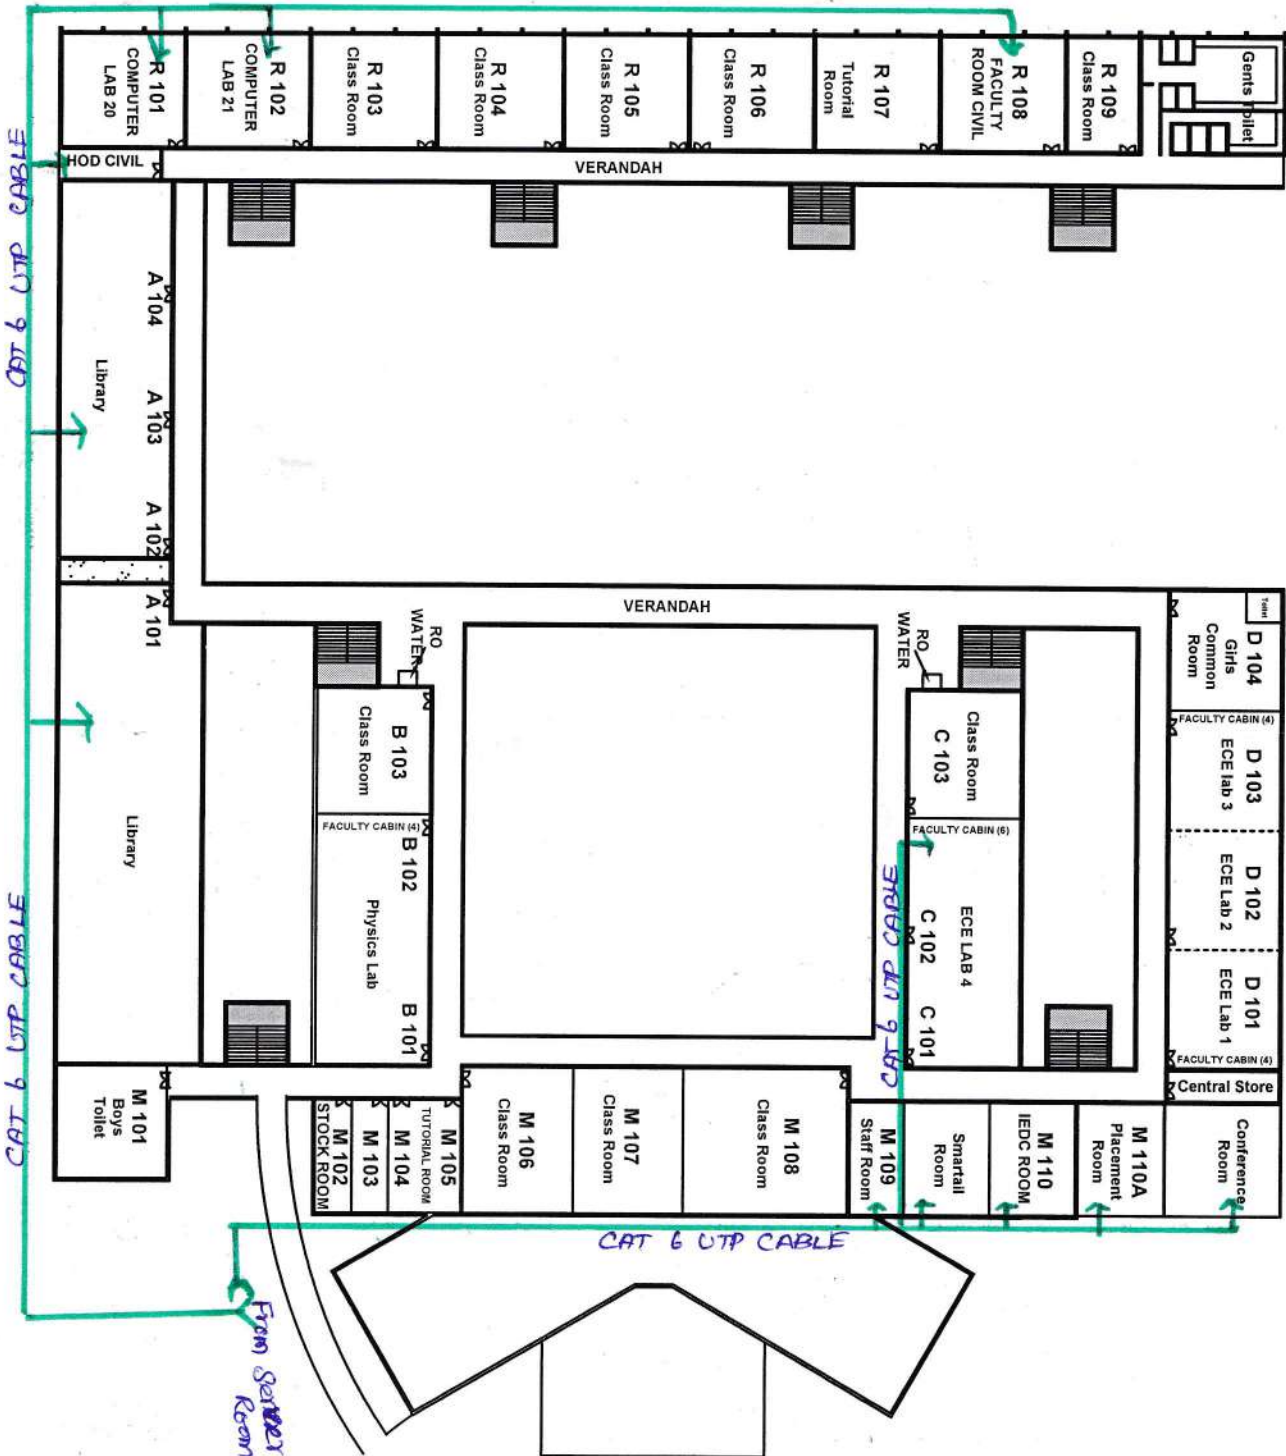 Gents Toilet
R 109
Class Room
R 108
FACULTY
ROOM CIVIL
R 107
Tutorial
Room
R 106
Class Room
R 105
Class Room
R 104
Class Room
R 103
Class Room
R 102
COMPUTER
LAB 21
R 101
COMPUTER
LAB 20
HOD CIVIL
VERANDAH
A 104
A 103
A 102
A 101
Library
Library
CAT 6 UTP CABLE
CAT 6 UTP CABLE
VERANDAH
RO
WATER
RO
WATER
Toilet
D 104
Girls
Common
Room
FACULTY CABIN (4)
D 103
ECE lab 3
D 102
ECE Lab 2
D 101
ECE Lab 1
FACULTY CABIN (4)
Central Store
Class Room
C 103
FACULTY CABIN (6)
ECE LAB 4
C 102
C 101
CAT 6 UTP CABLE
B 103
Class Room
FACULTY CABIN (4)
B 102
Physics Lab
B 101
M 101
Boys
Toilet
M 102
STOCK ROOM
M 103
M 104
M 105
TUTORIAL ROOM
M 106
Class Room
M 107
Class Room
M 108
Class Room
M 109
Staff Room
Smartail
Room
M 110
IEDC ROOM
M 110A
Placement
Room
Conference
Room
CAT 6 UTP CABLE
From Server
Room